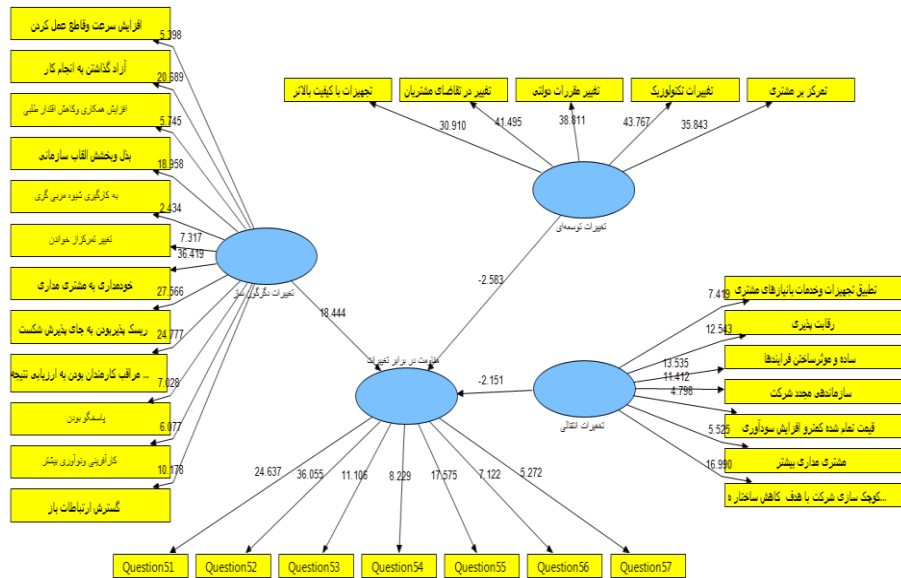 افزایش سرعت وقاطع عمل کردن
5.398
آزاد گذاشتن به انجام کار
20.689
افزایش همکاری وکاهش اقتدار طلبی
5.745
بذل وبخشش القاب سازمانی
18.958
به کارگیری شیوه مربی گری
2.434
تغییر تمرکزاز خواندن
7.317
36.419
خودمداری به مشتری مداری
27.566
ریسک پذیربودن به جای پذیرش شکست
24.777
... مراقب کارمندان بودن به ارزیابی نتیجه
7.028
پاسخگو بودن
6.077
کارآفرینی ونوآوری بیشتر
10.178
گسترش ارتباطات باز
تغییرات دگرگون ساز
18.444
تجهیزات با کیفیت بالاتر
تغییر در تقاضای مشتریان
تغییر مقررات دولتی
تغییرات تکنولوزیک
تمرکز بر مشتری
30.910
41.495
38.811
43.767
35.843
تغییرات توسعه‌ای
-2.583
مقاومت در برابر تغییرات
-2.151
تغییرات انتقالی
تطبیق تجهیزات وخدمات بانیازهای مشتری
7.419
رقابت پذیری
12.543
ساده و موثرساختن فرایندها
13.535
سازماندهی مجدد شرکت
11.412
4.798
قیمت تمام شده کمترو افزایش سودآوری
5.525
مشتری مداری بیشتر
16.990
...کوچک سازی شرکت با هدف کاهش ساختار ه
24.637
36.055
11.106
8.229
17.575
7.122
5.272
Question51
Question52
Question53
Question54
Question55
Question56
Question57